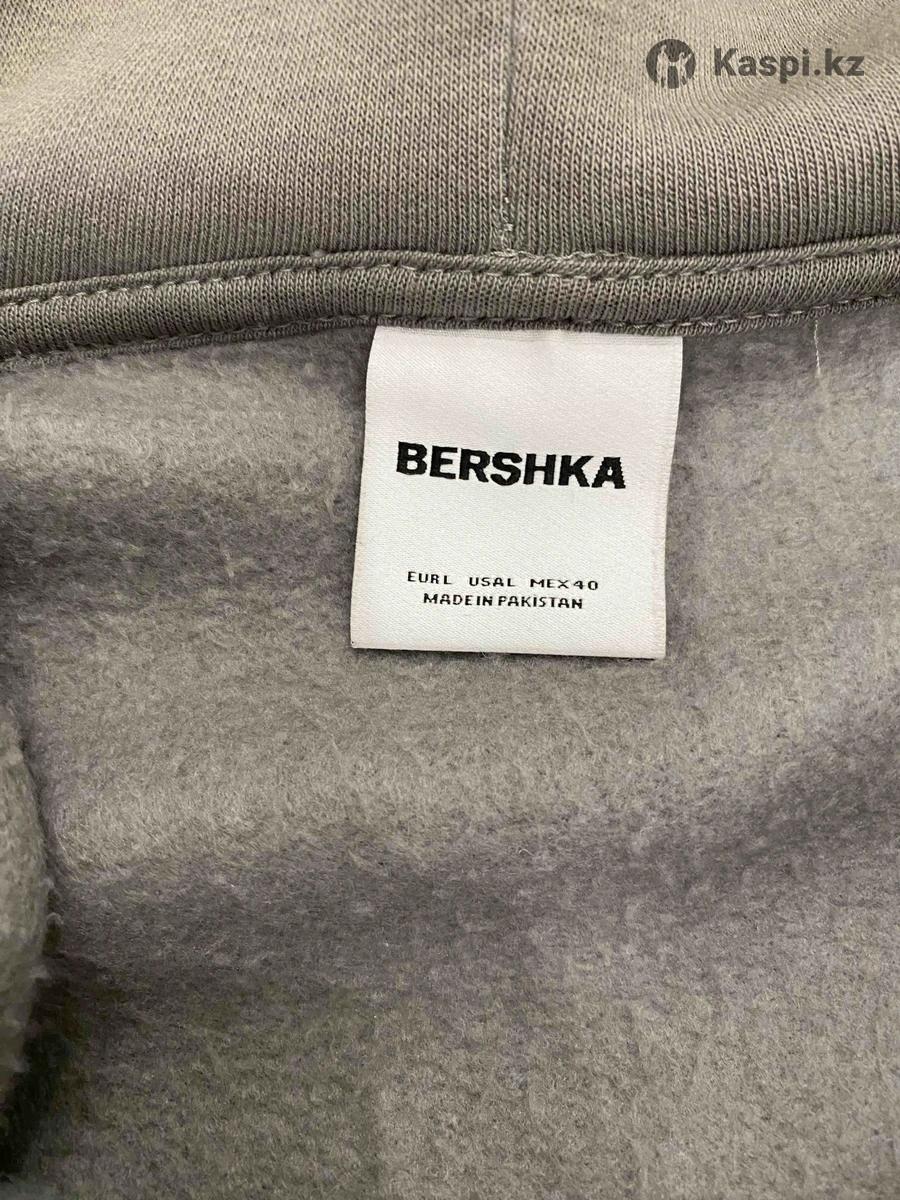 Kaspi.kz
BERSHKA
EUR L USA L MEX 40
MADE IN PAKISTAN